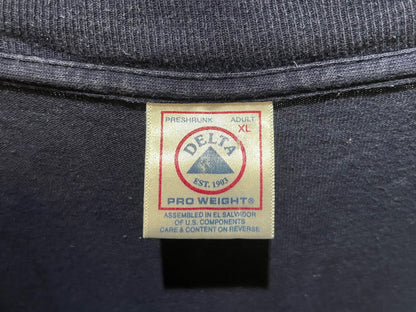 PRESHRUNK ADULT
XL
DELTA
EST. 1903
PRO WEIGHT®
ASSEMBLED IN EL SALVADOR
OF U.S. COMPONENTS
CARE & CONTENT ON REVERSE